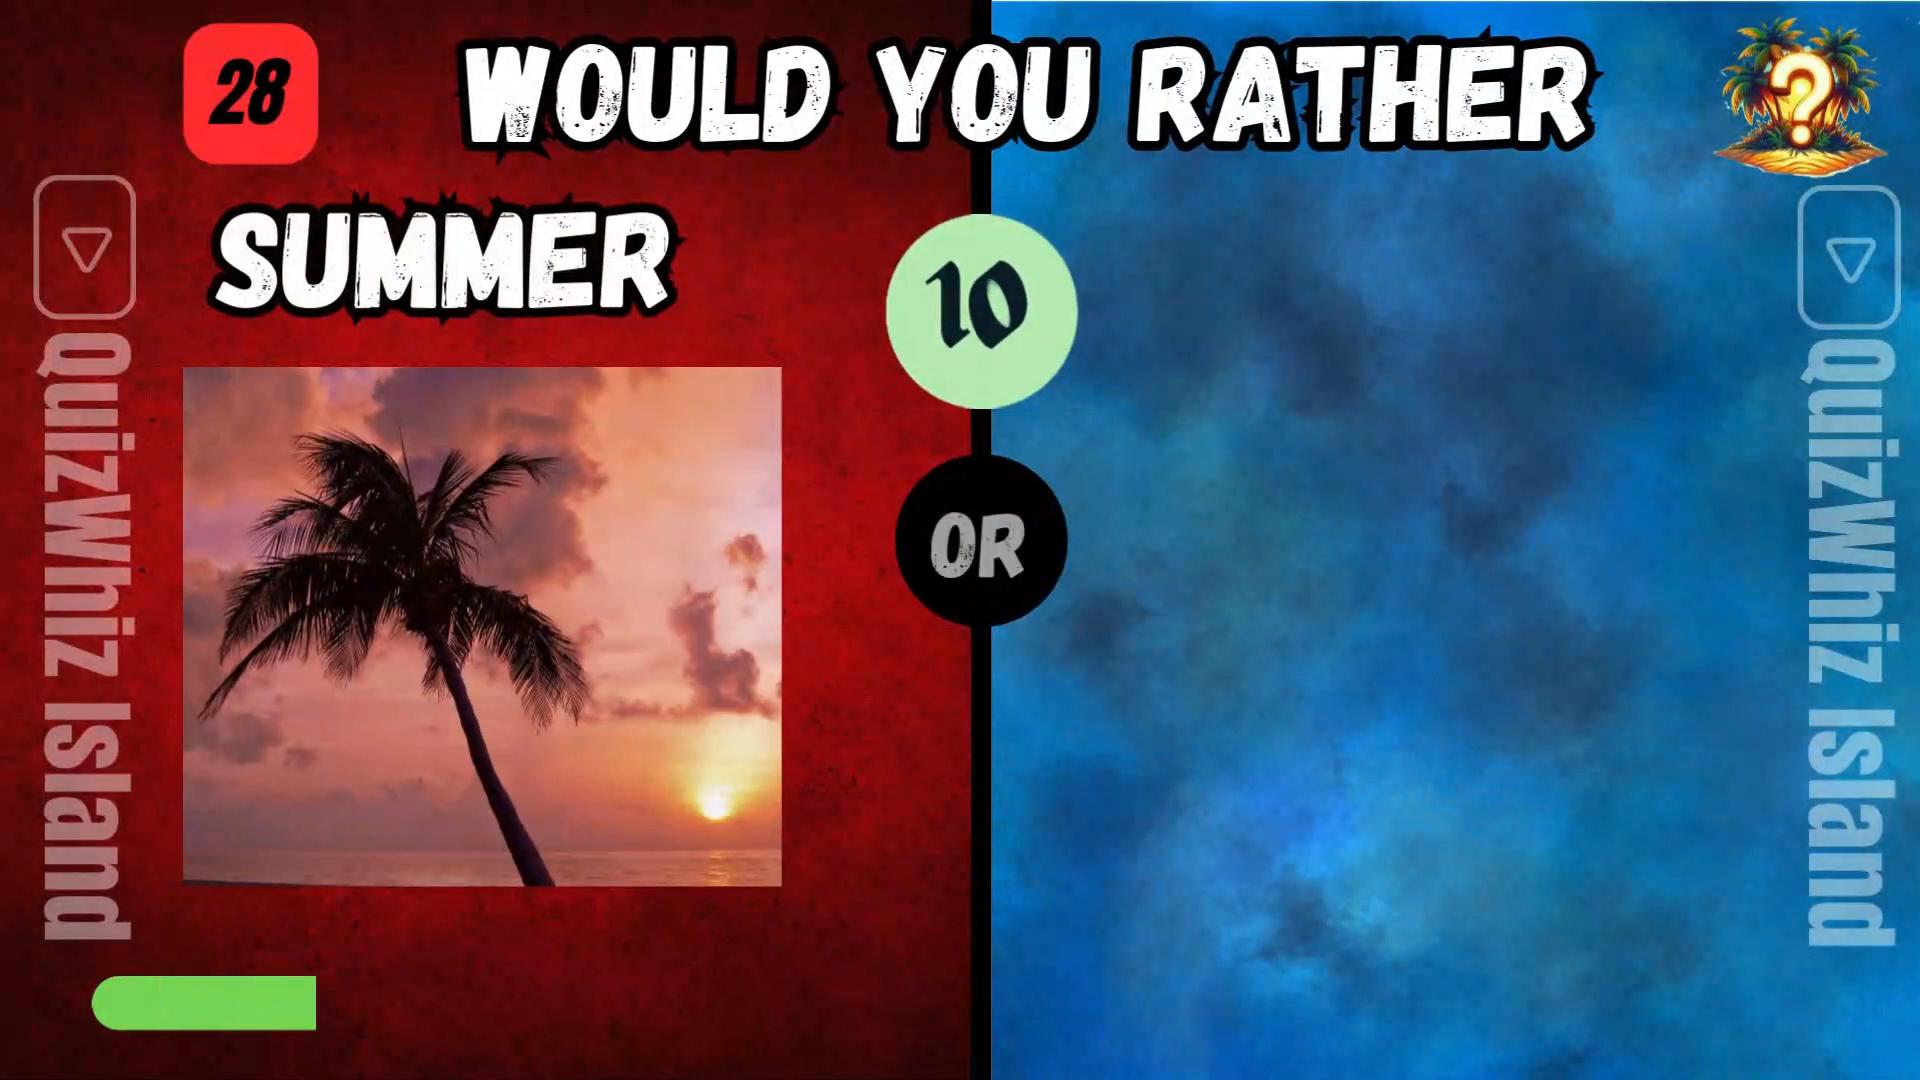 28
WOULD YOU RATHER
?
SUMMER
10
OR
QuizWhiz Island
QuizWhiz Island